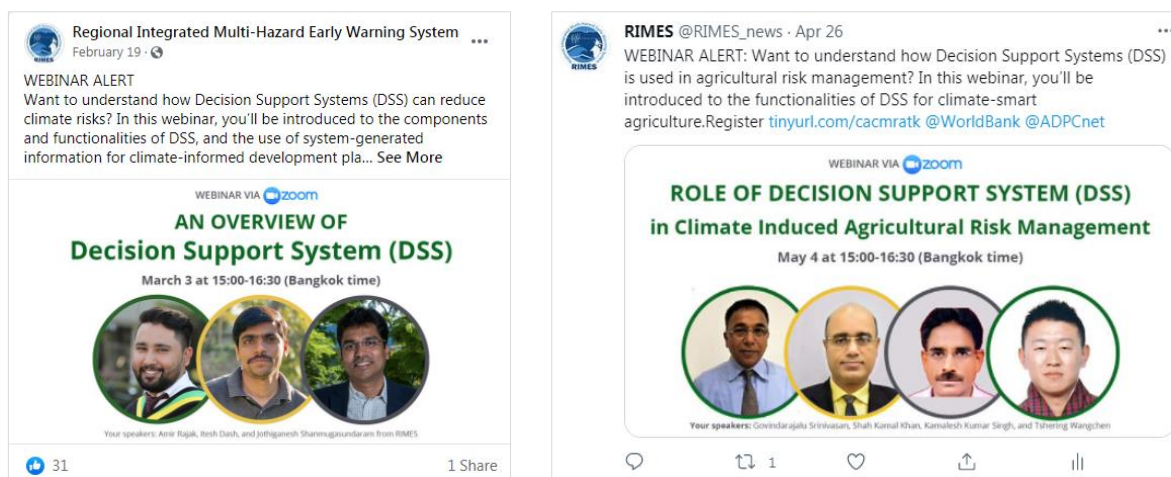 Regional Integrated Multi-Hazard Early Warning System
February 19 ·
WEBINAR ALERT
Want to understand how Decision Support Systems (DSS) can reduce
climate risks? In this webinar, you'll be introduced to the components
and functionalities of DSS, and the use of system-generated
information for climate-informed development pla... See More
WEBINAR VIA zoom
AN OVERVIEW OF
Decision Support System (DSS)
March 3 at 15:00-16:30 (Bangkok time)
Your speakers: Amir Rajak, Itesh Dash, and Jothiganesh Shanmugasundaram from RIMES
31
1 Share
RIMES
RIMES @RIMES_news · Apr 26
WEBINAR ALERT: Want to understand how Decision Support Systems (DSS)
is used in agricultural risk management? In this webinar, you'll be
introduced to the functionalities of DSS for climate-smart
agriculture.Register tinyurl.com/cacmratk @WorldBank @ADPCnet
RIMES
WEBINAR VIA zoom
ROLE OF DECISION SUPPORT SYSTEM (DSS)
in Climate Induced Agricultural Risk Management
May 4 at 15:00-16:30 (Bangkok time)
Your speakers: Govindarajalu Srinivasan, Shah Kamal Khan, Kamalesh Kumar Singh, and Tshering Wangchen
1